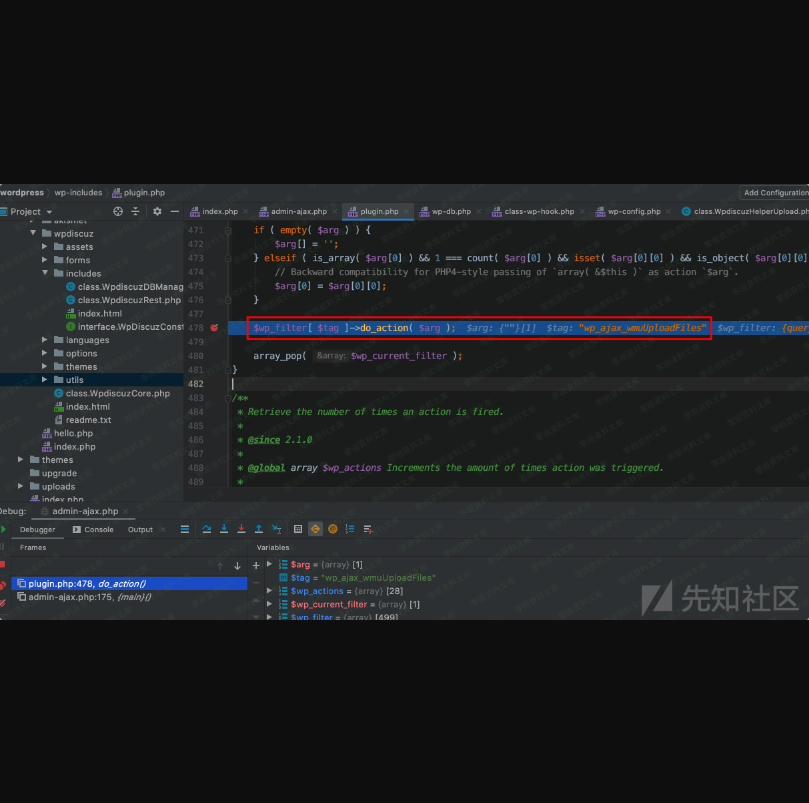 wordpress › wp-includes › plugin.php
Add Configuration
Project
index.php
admin-ajax.php
plugin.php
wp-db.php
class-wp-hook.php
wp-config.php
class.WpdiscuzHelperUpload.ph
akismet
wpdiscuz
assets
forms
includes
class.WpdiscuzDBManag
class.WpdiscuzRest.php
index.html
interface.WpDiscuzConst
languages
options
themes
utils
class.WpdiscuzCore.php
index.html
readme.txt
hello.php
index.php
themes
upgrade
uploads
index.php
471 if ( empty( $arg ) ) {
472 $arg[] = '';
473 } elseif ( is_array( $arg[0] ) && 1 === count( $arg[0] ) && isset( $arg[0][0] ) && is_object( $arg[0][0]
474 // Backward compatibility for PHP4-style passing of `array( &$this )` as action `$arg`.
475 $arg[0] = $arg[0][0];
476 }
477
478 $wp_filter[ $tag ]->do_action( $arg ); $arg: {""}[1] $tag: "wp_ajax_wmuUploadFiles" $wp_filter: {quer
479
480 array_pop( &array: $wp_current_filter );
481 }
482
483 /**
484 * Retrieve the number of times an action is fired.
485 *
486 * @since 2.1.0
487 *
488 * @global array $wp_actions Increments the amount of times action was triggered.
489 *
Debug: admin-ajax.php
Debugger Console Output
Frames Variables
plugin.php:478, do_action()
admin-ajax.php:175, {main}()
$arg = {array} [1]
$tag = "wp_ajax_wmuUploadFiles"
$wp_actions = {array} [28]
$wp_current_filter = {array} [1]
$wp_filter = {array} [499]
先知社区